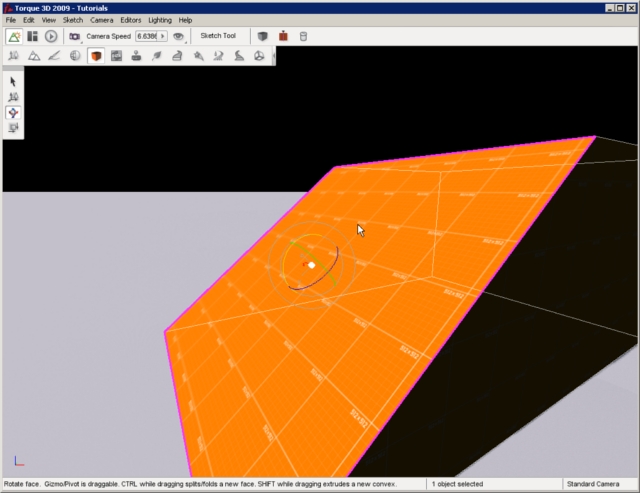 Torque 3D 2009 - Tutorials
File Edit View Sketch Camera Editors Lighting Help
Camera Speed 6.6386 Sketch Tool
Rotate face. Gizmo/Pivot is draggable. CTRL while dragging splits/folds a new face. SHIFT while dragging extrudes a new convex. 1 object selected Standard Camera